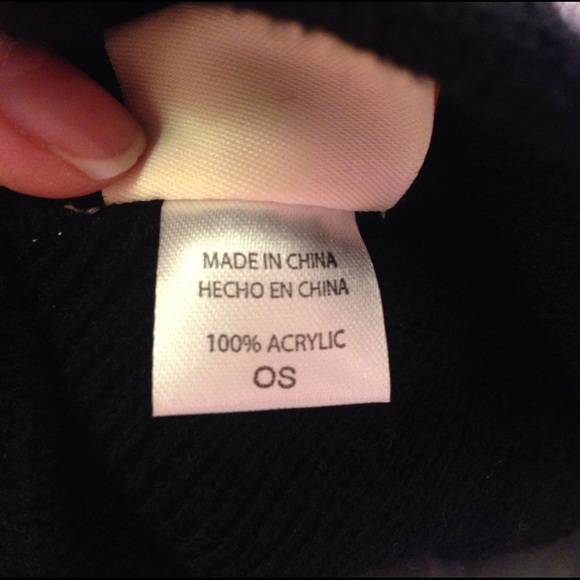 MADE IN CHINA
HECHO EN CHINA
100% ACRYLIC
OS